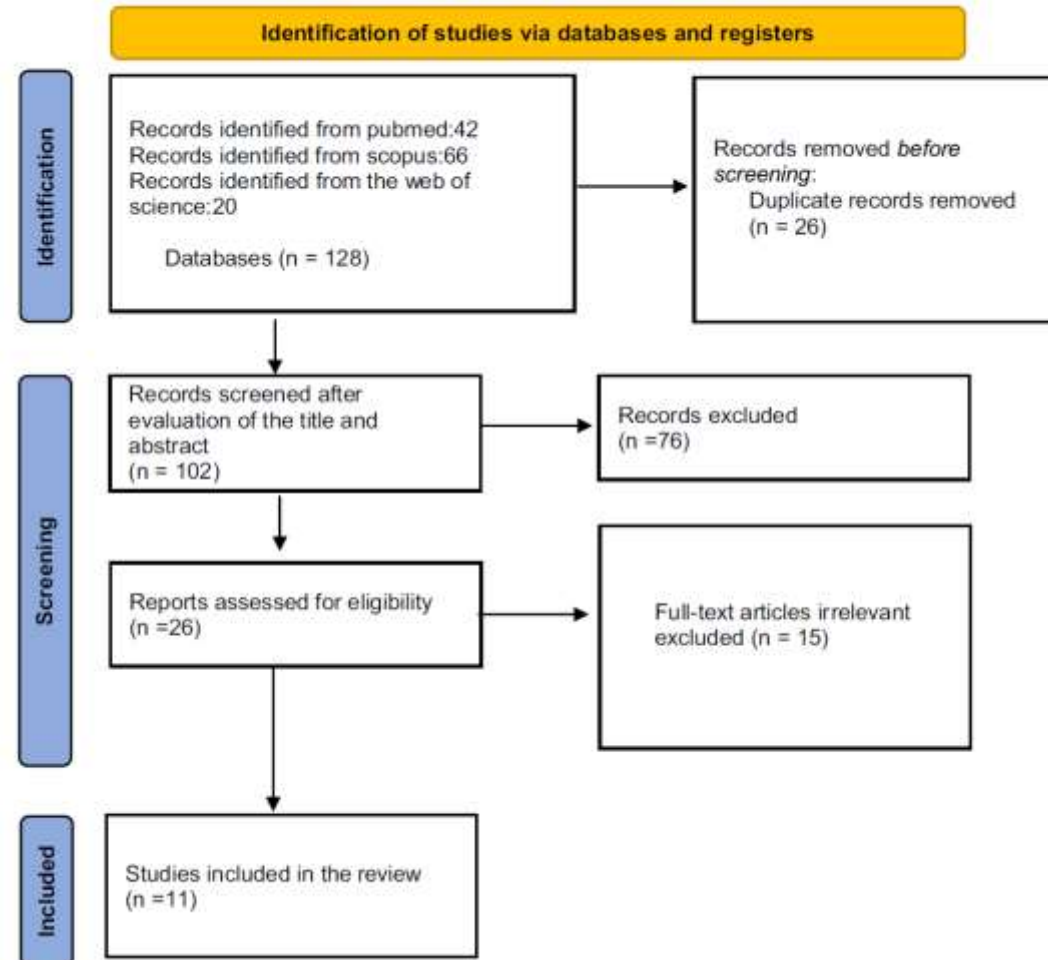 Identification of studies via databases and registers
Identification
Records identified from pubmed:42
Records identified from scopus:66
Records identified from the web of
science:20
Databases (n = 128)
Records removed before
screening:
Duplicate records removed
(n = 26)
Screening
Records screened after
evaluation of the title and
abstract
(n = 102)
Records excluded
(n =76)
Reports assessed for eligibility
(n =26)
Full-text articles irrelevant
excluded (n = 15)
Included
Studies included in the review
(n =11)